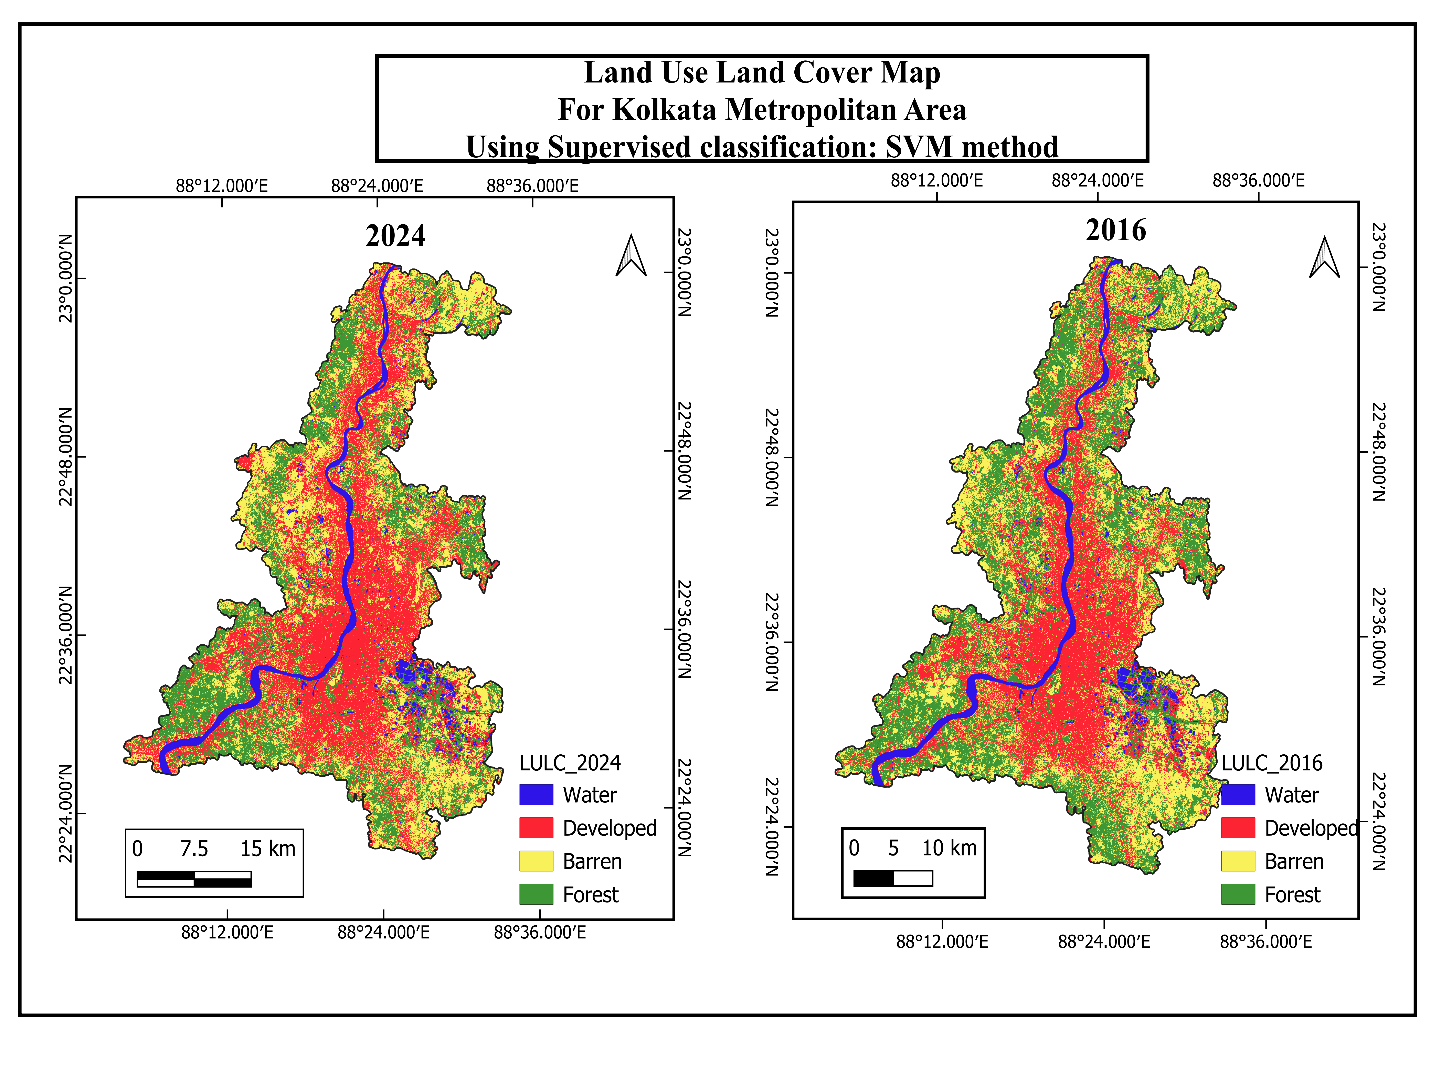 Land Use Land Cover Map
For Kolkata Metropolitan Area
Using Supervised classification: SVM method
88°12.000'E 88°24.000'E 88°36.000'E
2024
23°0.000'N
22°48.000'N
22°36.000'N
22°24.000'N
23°0.000'N
22°48.000'N
22°36.000'N
22°24.000'N
LULC_2024
Water
Developed
Barren
Forest
0 7.5 15 km
88°12.000'E 88°24.000'E 88°36.000'E
88°12.000'E 88°24.000'E 88°36.000'E
2016
23°0.000'N
22°48.000'N
22°36.000'N
22°24.000'N
23°0.000'N
22°48.000'N
22°36.000'N
22°24.000'N
LULC_2016
Water
Developed
Barren
Forest
0 5 10 km
88°12.000'E 88°24.000'E 88°36.000'E